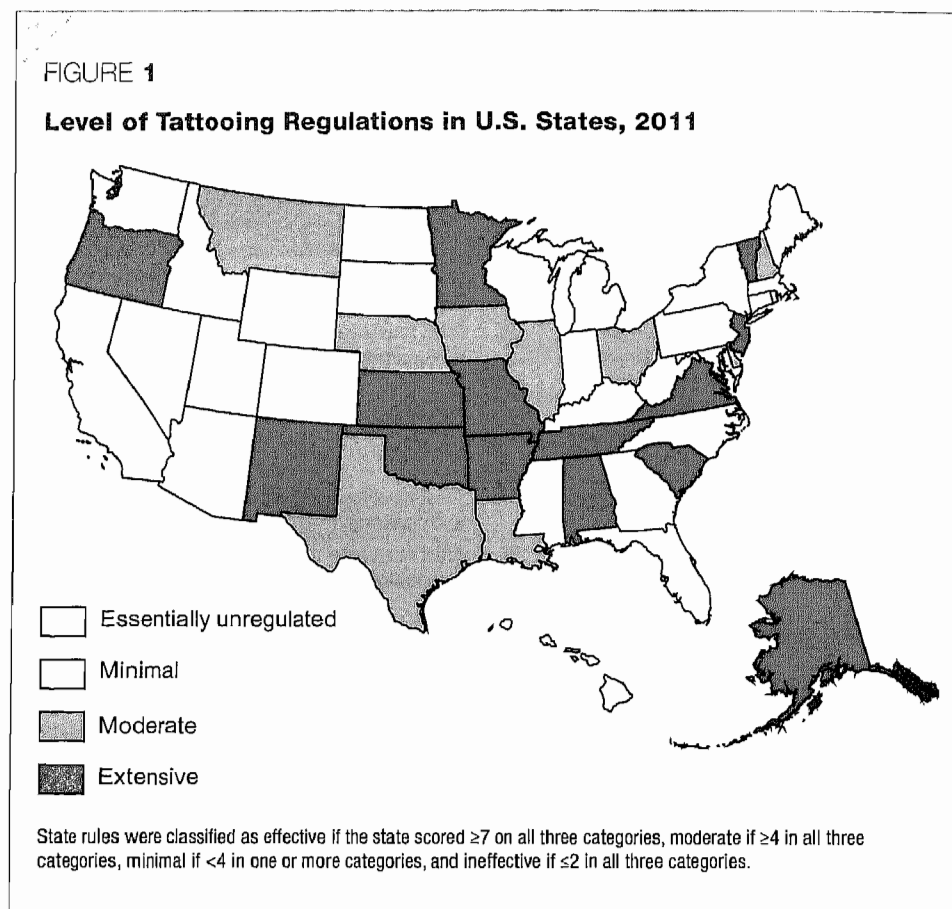 FIGURE 1
Level of Tattooing Regulations in U.S. States, 2011
Essentially unregulated
Minimal
Moderate
Extensive
State rules were classified as effective if the state scored ≥7 on all three categories, moderate if ≥4 in all three
categories, minimal if <4 in one or more categories, and ineffective if ≤2 in all three categories.